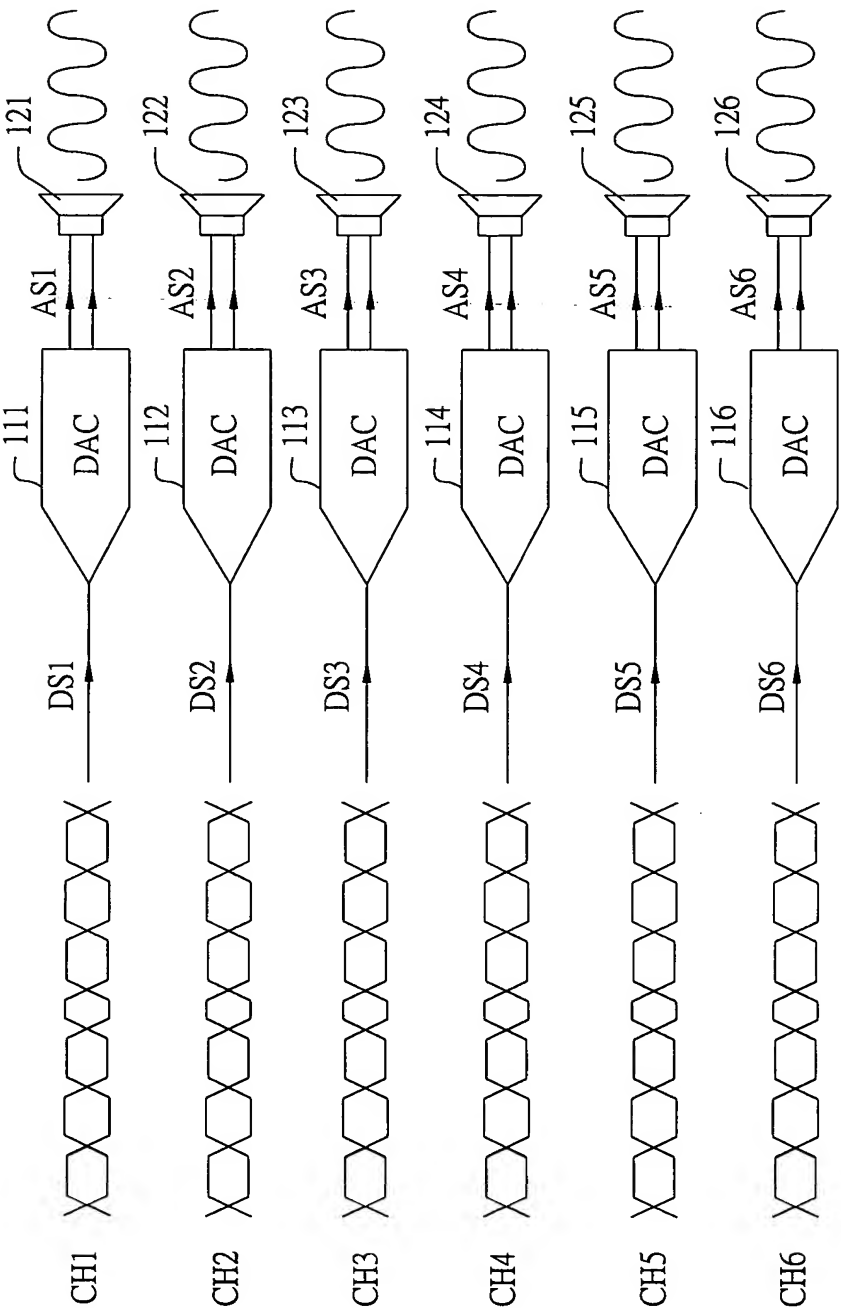 CH1 DS1 DAC 111 AS1 121
CH2 DS2 DAC 112 AS2 122
CH3 DS3 DAC 113 AS3 123
CH4 DS4 DAC 114 AS4 124
CH5 DS5 DAC 115 AS5 125
CH6 DS6 DAC 116 AS6 126